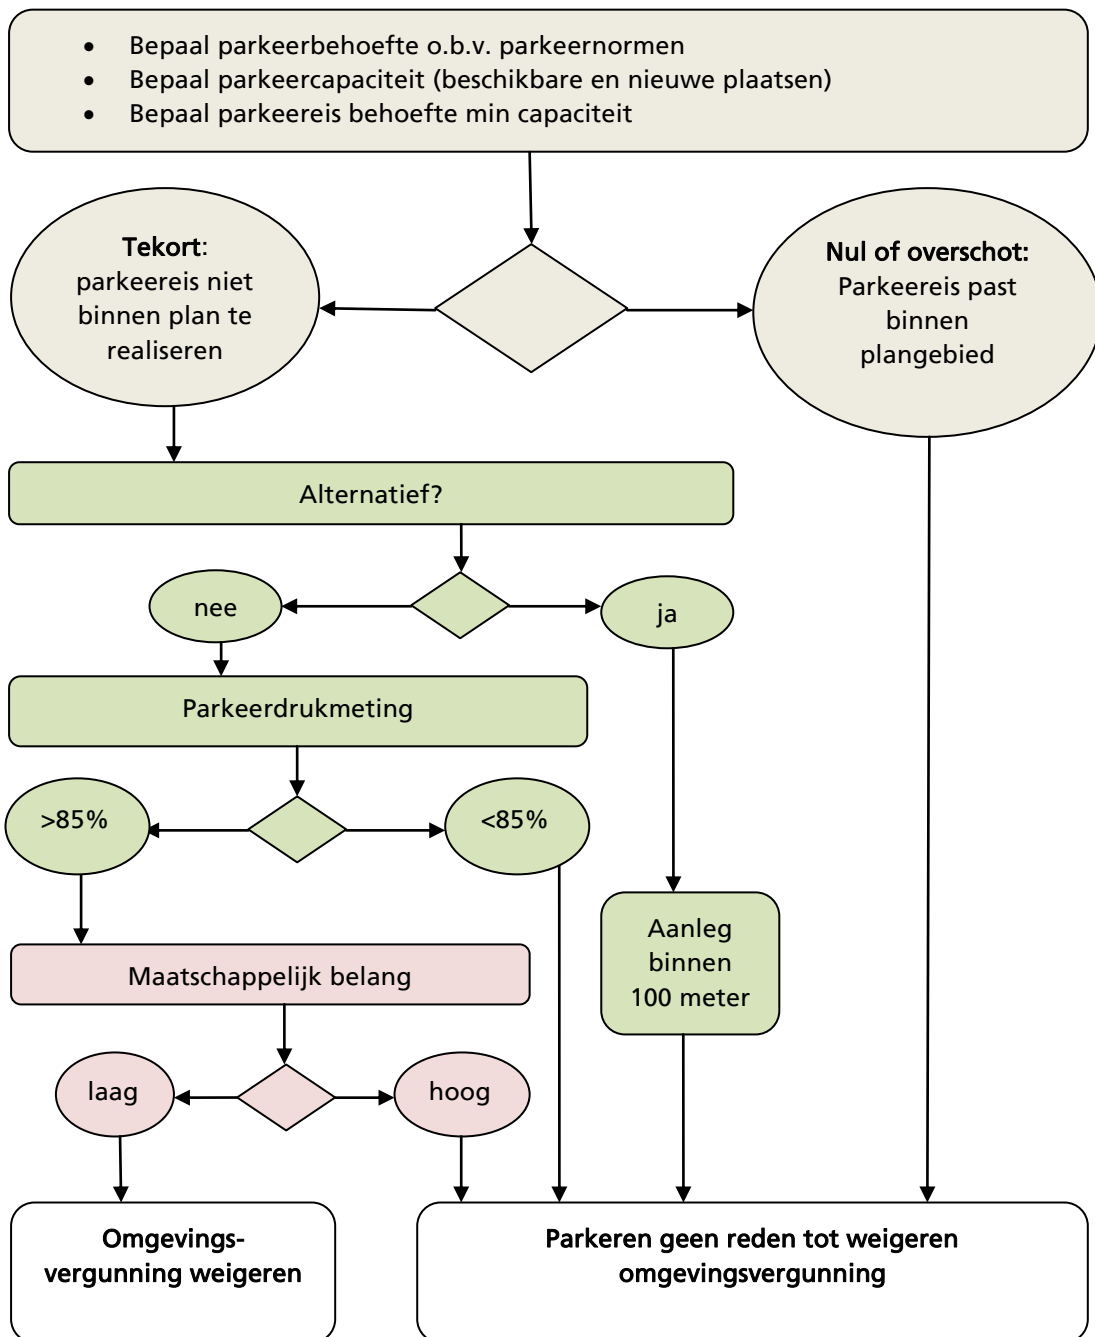 • Bepaal parkeerbehoefte o.b.v. parkeernormen
• Bepaal parkeercapaciteit (beschikbare en nieuwe plaatsen)
• Bepaal parkeereis behoefte min capaciteit
Tekort:
parkeereis niet
binnen plan te
realiseren
Nul of overschot:
Parkeereis past
binnen
plangebied
Alternatief?
nee
ja
Parkeerdrukmeting
>85%
<85%
Aanleg
binnen
100 meter
Maatschappelijk belang
laag
hoog
Omgevings-
vergunning weigeren
Parkeren geen reden tot weigeren
omgevingsvergunning